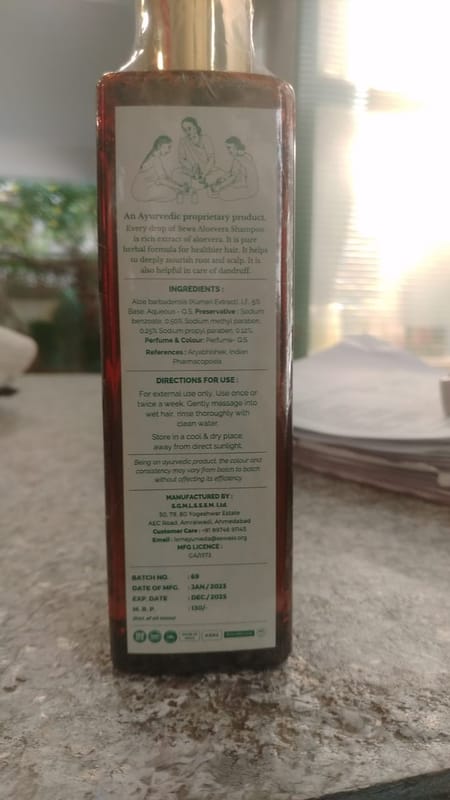 An Ayurvedic proprietary product.
Every drop of Sewa Aloevera Shampoo
is rich extract of aloevera. It is pure
herbal formula for healthier hair. It helps
to deeply nourish root and scalp. It is
also helpful in care of dandruff.
INGREDIENTS :
Aloe barbadensis (Kumari Extract), I.F. 5%
Base: Aqueous - Q.S. Preservative : Sodium
benzoate, 0.50% Sodium methyl paraben,
0.25% Sodium propyl paraben, 0.12%
Perfume & Colour: Perfume- Q.S.
References : Aryabhishek, Indian
Pharmacopoeia
DIRECTIONS FOR USE :
For external use only. Use once or
twice a week. Gently massage into
wet hair, rinse thoroughly with
clean water.
Store in a cool & dry place
away from direct sunlight.
Being an ayurvedic product, the colour and
consistency may vary from batch to batch
without affecting its efficiency.
MANUFACTURED BY :
S.G.M.L.S.S.&.M. Ltd.
50, 79, 80 Yogeshwar Estate
AEC Road, Amraiwadi, Ahmedabad
Customer Care :
Email :
MFG LICENCE :
BATCH NO. : 68
DATE OF MFG. : JAN / 2023
EXP. DATE : DEC / 2025
M. R. P. : 130/-